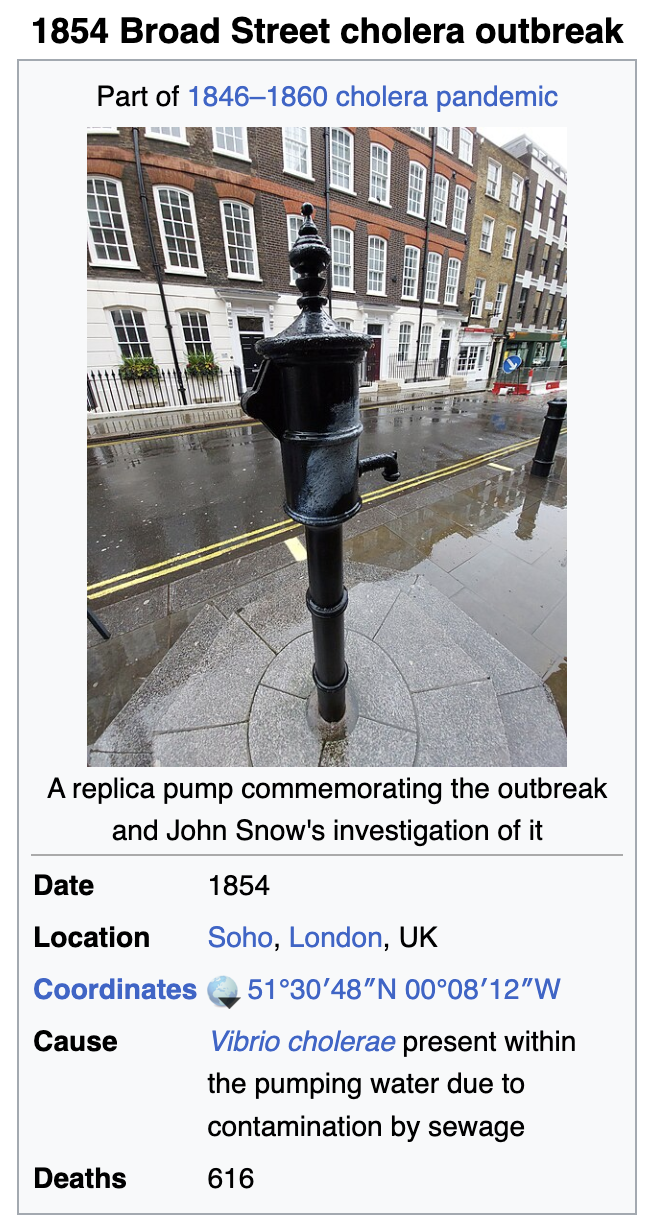 1854 Broad Street cholera outbreak
Part of 1846–1860 cholera pandemic
A replica pump commemorating the outbreak
and John Snow's investigation of it
Date 1854
Location Soho, London, UK
Coordinates 51°30′48″N 00°08′12″W
Cause Vibrio cholerae present within
the pumping water due to
contamination by sewage
Deaths 616